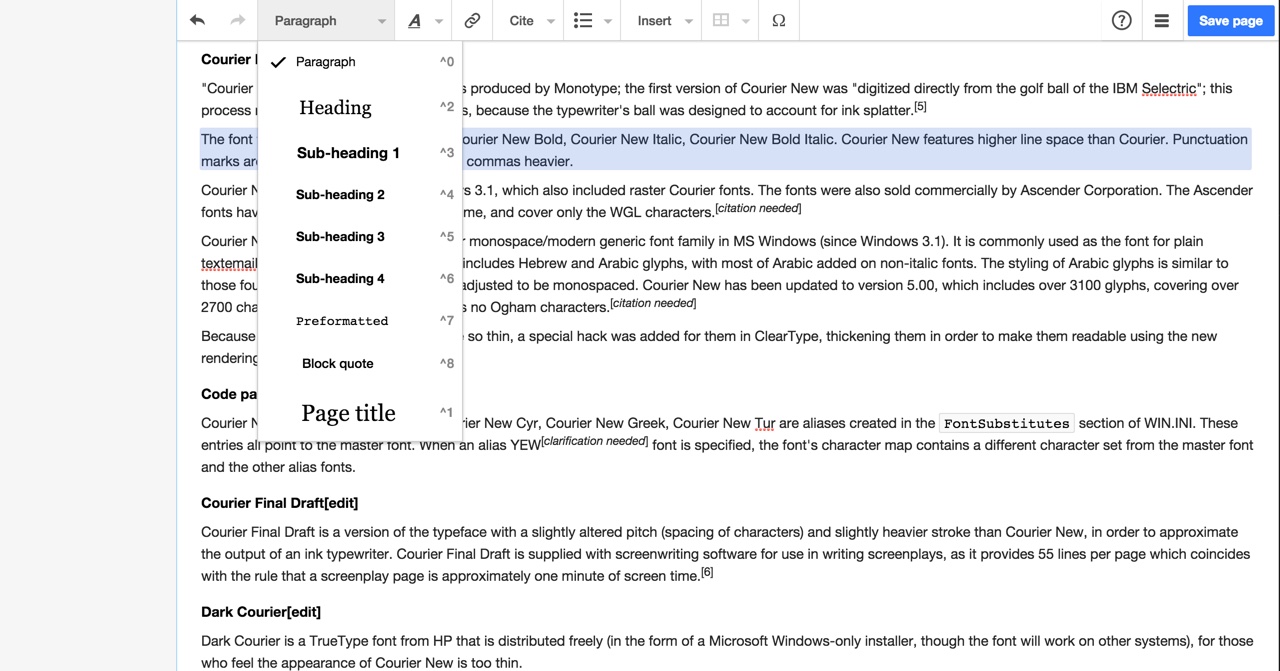 Paragraph A Cite Insert Ω ? Save page
Paragraph ^0
Heading ^2
Sub-heading 1 ^3
Sub-heading 2 ^4
Sub-heading 3 ^5
Sub-heading 4 ^6
Preformatted ^7
Block quote ^8
Page title ^1
Courier
"Courier s produced by Monotype; the first version of Courier New was "digitized directly from the golf ball of the IBM Selectric"; this
process s, because the typewriter's ball was designed to account for ink splatter.[5]
The font ourier New Bold, Courier New Italic, Courier New Bold Italic. Courier New features higher line space than Courier. Punctuation
marks commas heavier.
Courier s 3.1, which also included raster Courier fonts. The fonts were also sold commercially by Ascender Corporation. The Ascender
fonts me, and cover only the WGL characters.[citation needed]
Courier monospace/modern generic font family in MS Windows (since Windows 3.1). It is commonly used as the font for plain
textemail includes Hebrew and Arabic glyphs, with most of Arabic added on non-italic fonts. The styling of Arabic glyphs is similar to
those adjusted to be monospaced. Courier New has been updated to version 5.00, which includes over 3100 glyphs, covering over
2700 s no Ogham characters.[citation needed]
Because so thin, a special hack was added for them in ClearType, thickening them in order to make them readable using the new
rendering
Code pa
Courier rier New Cyr, Courier New Greek, Courier New Tur are aliases created in the FontSubstitutes section of WIN.INI. These
entries all point to the master font. When an alias YEW[clarification needed] font is specified, the font's character map contains a different character set from the master font
and the other alias fonts.
Courier Final Draft[edit]
Courier Final Draft is a version of the typeface with a slightly altered pitch (spacing of characters) and slightly heavier stroke than Courier New, in order to approximate
the output of an ink typewriter. Courier Final Draft is supplied with screenwriting software for use in writing screenplays, as it provides 55 lines per page which coincides
with the rule that a screenplay page is approximately one minute of screen time.[6]
Dark Courier[edit]
Dark Courier is a TrueType font from HP that is distributed freely (in the form of a Microsoft Windows-only installer, though the font will work on other systems), for those
who feel the appearance of Courier New is too thin.